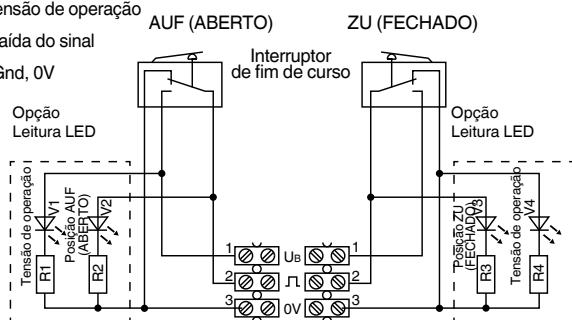 ensão de operação
aída do sinal
Gnd, 0V
AUF (ABERTO)
ZU (FECHADO)
Interruptor
de fim de curso
Opção
Leitura LED
Opção
Leitura LED
Tensão de operação
V1
Posição AUF
(ABERTO)
V2
R1
R2
1
UB
1
2
2
3
0V
3
Posição ZU
(FECHADO)
V3
Tensão de operação
V4
R3
R4